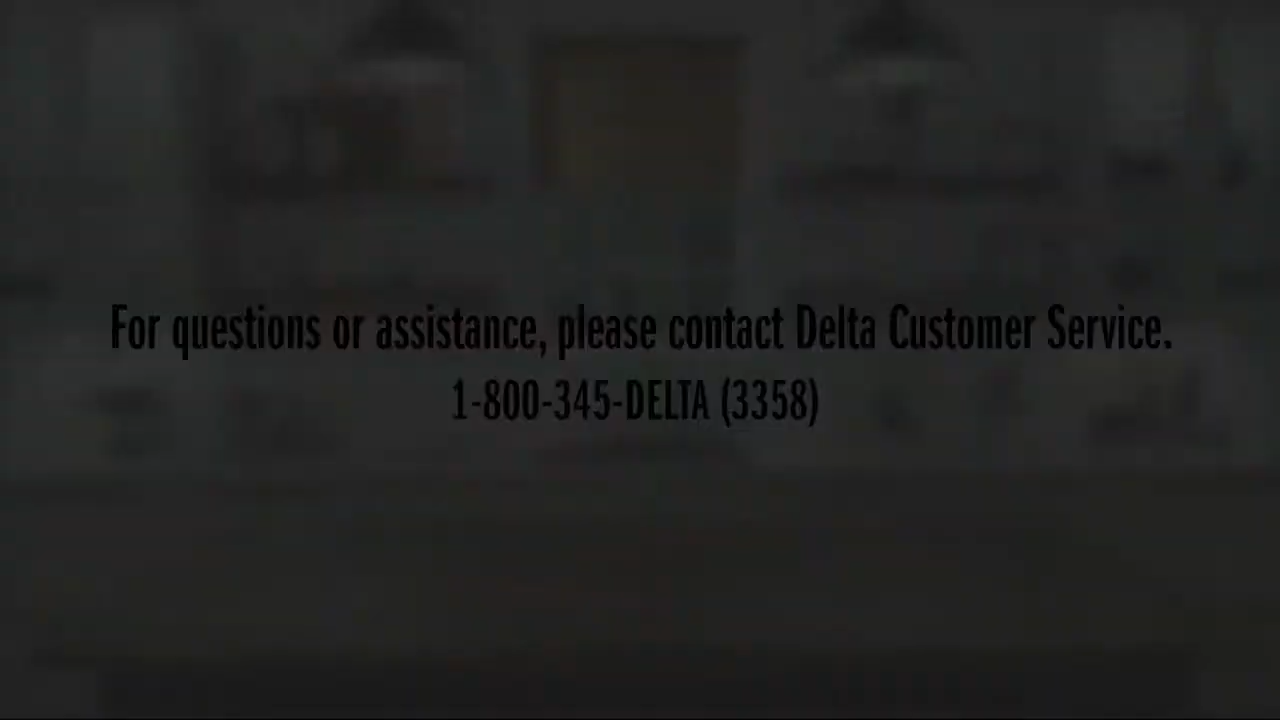 For questions or assistance, please contact Delta Customer Service.
1-800-345-DELTA (3358)